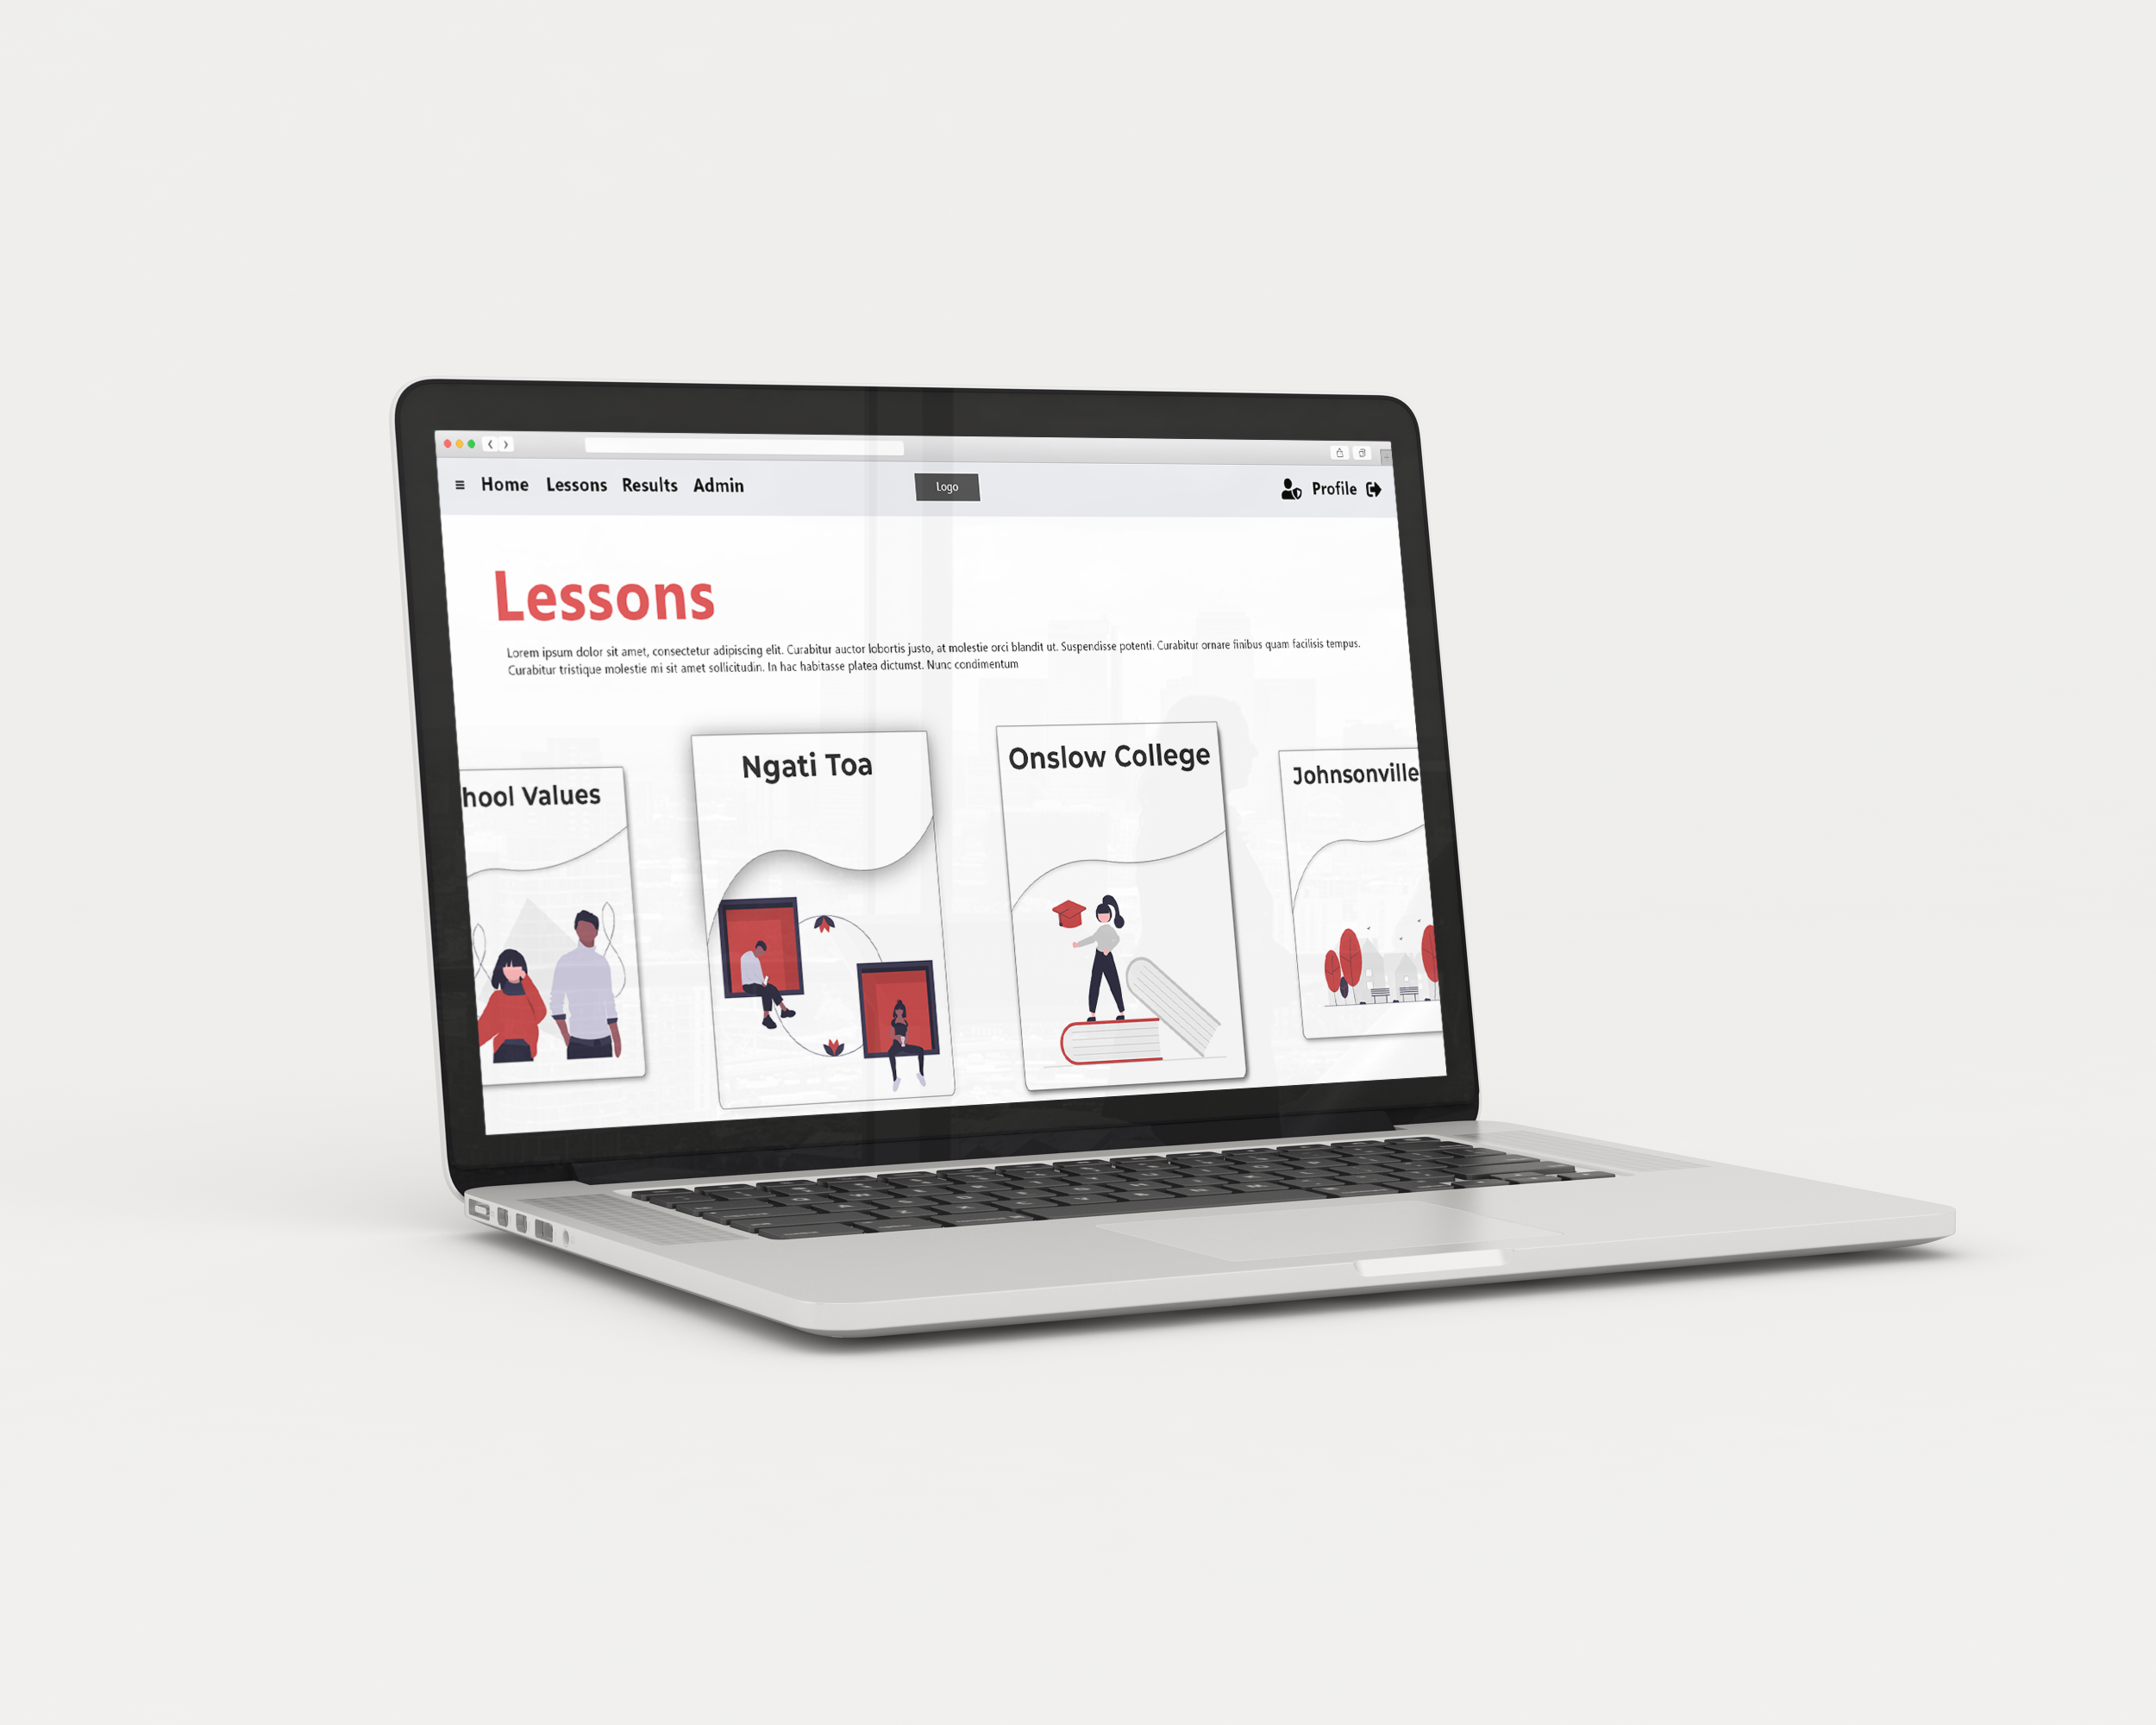 Home Lessons Results Admin
Logo
Profile
Lessons
Lorem ipsum dolor sit amet, consectetur adipiscing elit. Curabitur auctor lobortis justo, at molestie orci blandit ut. Suspendisse potenti. Curabitur ornare finibus quam facilisis tempus.
Curabitur tristique molestie mi sit amet sollicitudin. In hac habitasse platea dictumst. Nunc condimentum
hool Values
Ngati Toa
Onslow College
Johnsonville